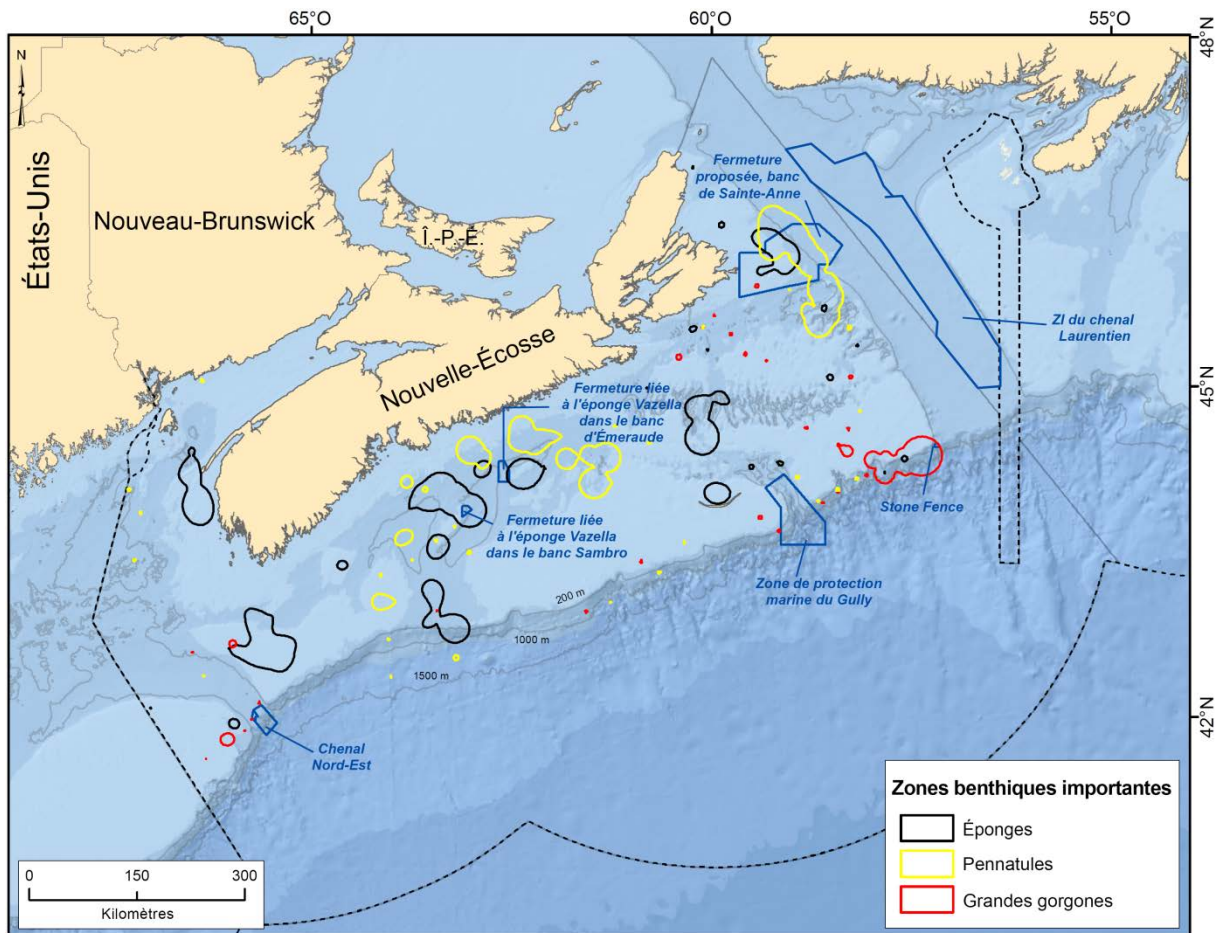 65°O
60°O
55°O
48°N
45°N
42°N
N
États-Unis
Nouveau-Brunswick
Î.-P.-É.
Nouvelle-Écosse
Fermeture
proposée, banc
de Sainte-Anne
ZI du chenal
Laurentien
Fermeture liée
à l'éponge Vazella
dans le banc
d'Émeraude
Stone Fence
Fermeture liée
à l'éponge Vazella
dans le banc Sambro
Zone de protection
marine du Gully
200 m
1000 m
1500 m
Chenal
Nord-Est
Zones benthiques importantes
Éponges
Pennatules
Grandes gorgones
0 150 300
Kilomètres